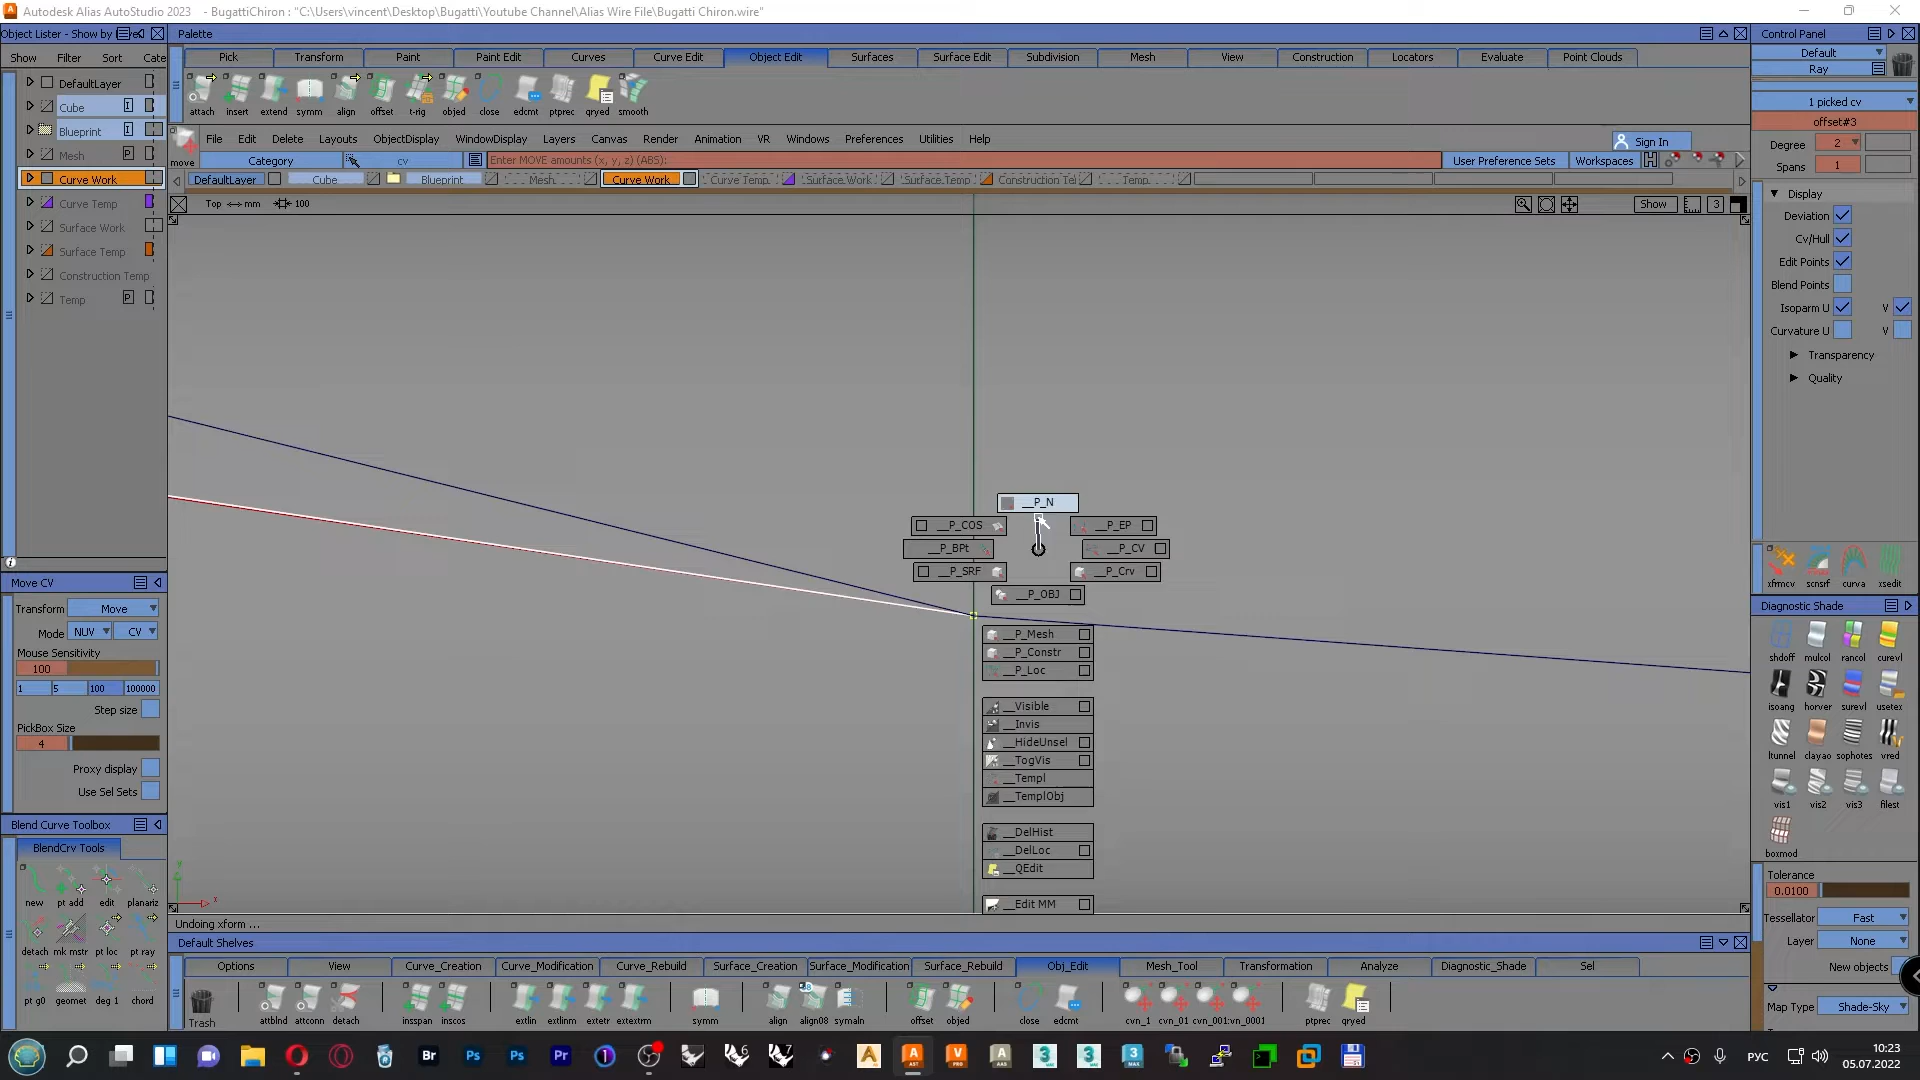 Autodesk Alias AutoStudio 2023 - BugattiChiron : "C:\Users\vincent\Desktop\Bugatti\Youtube Channel\Alias Wire File\Bugatti Chiron.wire"
Object Lister - Show by
Palette
Control Panel
Show Filter Sort Cate
Pick Transform Paint Paint Edit Curves Curve Edit Object Edit Surfaces Surface Edit Subdivision Mesh View Construction Locators Evaluate Point Clouds
attach insert extend symm align offset t-rig objed close edcmt ptprec qryed smooth
move
File Edit Delete Layouts ObjectDisplay WindowDisplay Layers Canvas Render Animation VR Windows Preferences Utilities Help
Sign In
Category cv Enter MOVE amounts (x, y, z) (ABS): User Preference Sets Workspaces
DefaultLayer Cube Blueprint Mesh Curve Work Curve Temp Surface Work Surface Temp Construction Te Temp
Top <-> mm 100
Show 3
DefaultLayer
Cube I
Blueprint I
Mesh P
Curve Work
Curve Temp
Surface Work
Surface Temp
Construction Temp
Temp P
Default
Ray
1 picked cv
offset#3
Degree 2
Spans 1
Display
Deviation
Cv/Hull
Edit Points
Blend Points
Isoparm U V
Curvature U V
Transparency
Quality
xfrmcv scnsrf curva xsedit
Diagnostic Shade
shdoff mulcol rancol curevl
isoang horver surevl usetex
ltunnel clayao sophotes vred
vis1 vis2 vis3 filest
boxmod
Tolerance
0.0100
Tessellator Fast
Layer None
New objects
Map Type Shade-Sky
__P_N
__P_COS __P_EP
__P_BPt __P_CV
__P_SRF __P_Crv
__P_OBJ
__P_Mesh
__P_Constr
__P_Loc
__Visible
__Invis
__HideUnsel
__TogVis
__Templ
__TemplObj
__DelHist
__DelLoc
__QEdit
__Edit MM
Move CV
Transform Move
Mode NUV CV
Mouse Sensitivity
100
1 5 100 100000
Step size
PickBox Size
4
Proxy display
Use Sel Sets
Blend Curve Toolbox
BlendCrv Tools
new pt add edit planariz
detach mk mstr pt loc pt ray
pt g0 geomet deg 1 chord
y
x
Undoing xform ...
Default Shelves
Options View Curve_Creation Curve_Modification Curve_Rebuild Surface_Creation Surface_Modification Surface_Rebuild Obj_Edit Mesh_Tool Transformation Analyze Diagnostic_Shade Sel
Trash attblnd attconn detach insspan inscos extlin extlinm extetr extextrm symm align align08 symaln offset objed close edcmt cvn_1 cvn_01 cvn_001 vn_0001 ptprec qryed
Br Ps Ps Pr
РУС
10:23
05.07.2022